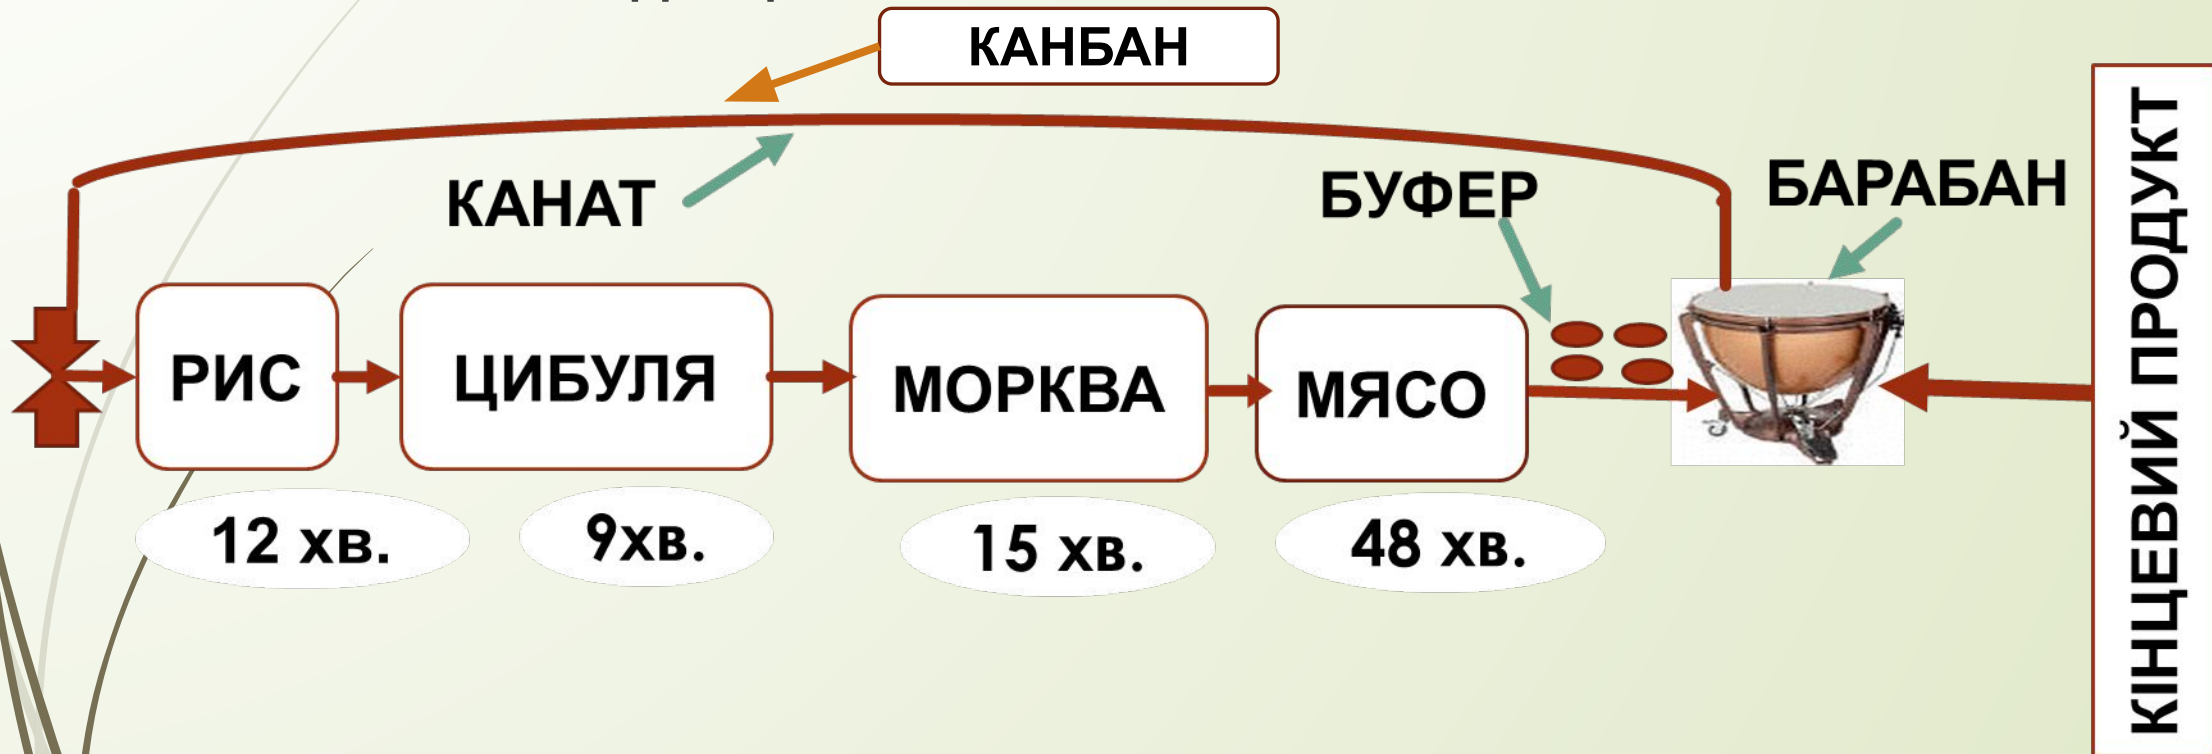 КАНБАН
КАНАТ
БУФЕР
БАРАБАН
РИС
ЦИБУЛЯ
МОРКВА
МЯСО
12 хв.
9хв.
15 хв.
48 хв.
КІНЦЕВИЙ ПРОДУКТ